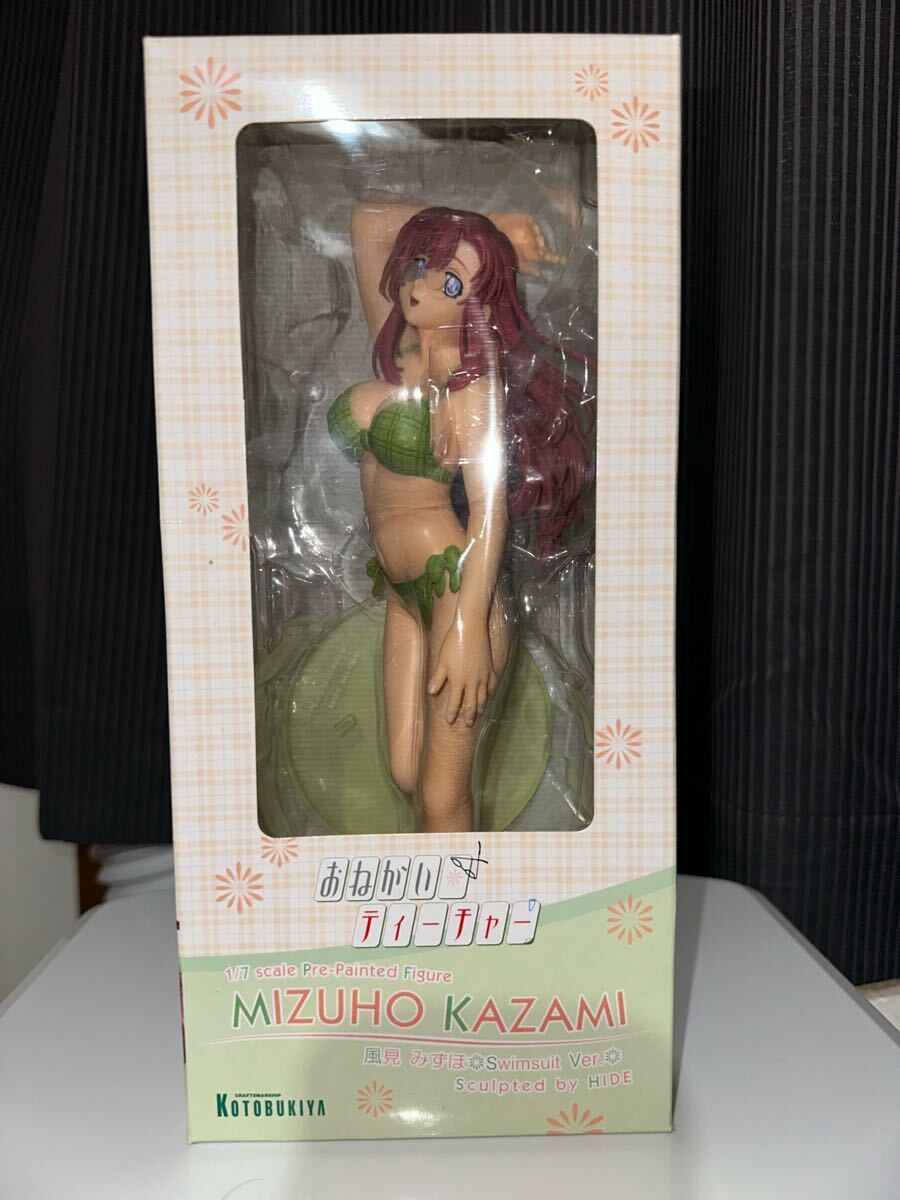 おねがい
ティーチャー
1/7 scale Pre-Painted Figure
MIZUHO KAZAMI
風見 みずほ Swimsuit Ver.
Sculpted by HIDE
CRAFTSMANSHIP
KOTOBUKIYA